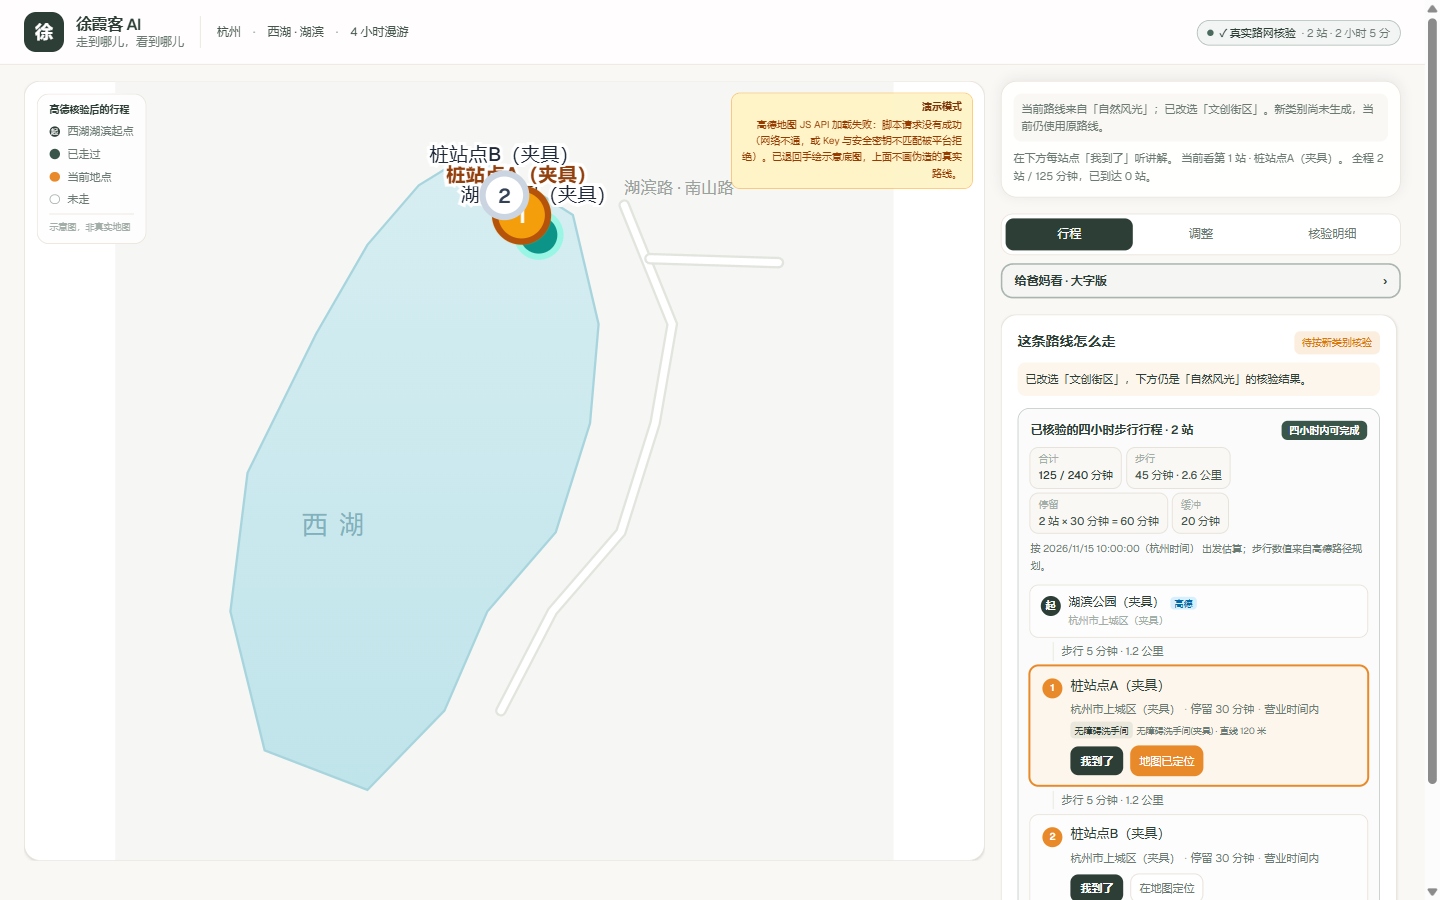 徐
徐霞客 AI
走到哪儿，看到哪儿
杭州 · 西湖·湖滨 · 4 小时漫游
✓ 真实路网核验 · 2 站 · 2 小时 5 分
高德核验后的行程
起 西湖湖滨起点
已走过
当前地点
未走
示意图，非真实地图
演示模式
高德地图 JS API 加载失败：脚本请求没有成功
（网络不通，或 Key 与安全密钥不匹配被平台拒
绝）。已退回手绘示意底图，上面不画伪造的真实
路线。
桩站点B（夹具）
桩站点A（夹具）
湖
（夹具）
2
湖滨路 · 南山路
西 湖
当前路线来自「自然风光」；已改选「文创街区」。新类别尚未生成，当
前仍使用原路线。
在下方每站点「我到了」听讲解。 当前看第 1 站 · 桩站点A（夹具）。 全程 2
站 / 125 分钟，已到达 0 站。
行程
调整
核验明细
给爸妈看 · 大字版 ›
这条路线怎么走
待按新类别核验
已改选「文创街区」，下方仍是「自然风光」的核验结果。
已核验的四小时步行行程 · 2 站
四小时内可完成
合计
125 / 240 分钟
步行
45 分钟 · 2.6 公里
停留
2 站 × 30 分钟 = 60 分钟
缓冲
20 分钟
按 2026/11/15 10:00:00（杭州时间） 出发估算；步行数值来自高德路径规
划。
起 湖滨公园（夹具） 高德
杭州市上城区（夹具）
步行 5 分钟 · 1.2 公里
1 桩站点A（夹具）
杭州市上城区（夹具） · 停留 30 分钟 · 营业时间内
无障碍洗手间 无障碍洗手间(夹具) · 直线 120 米
我到了
地图已定位
步行 5 分钟 · 1.2 公里
2 桩站点B（夹具）
杭州市上城区（夹具） · 停留 30 分钟 · 营业时间内
我到了
在地图定位